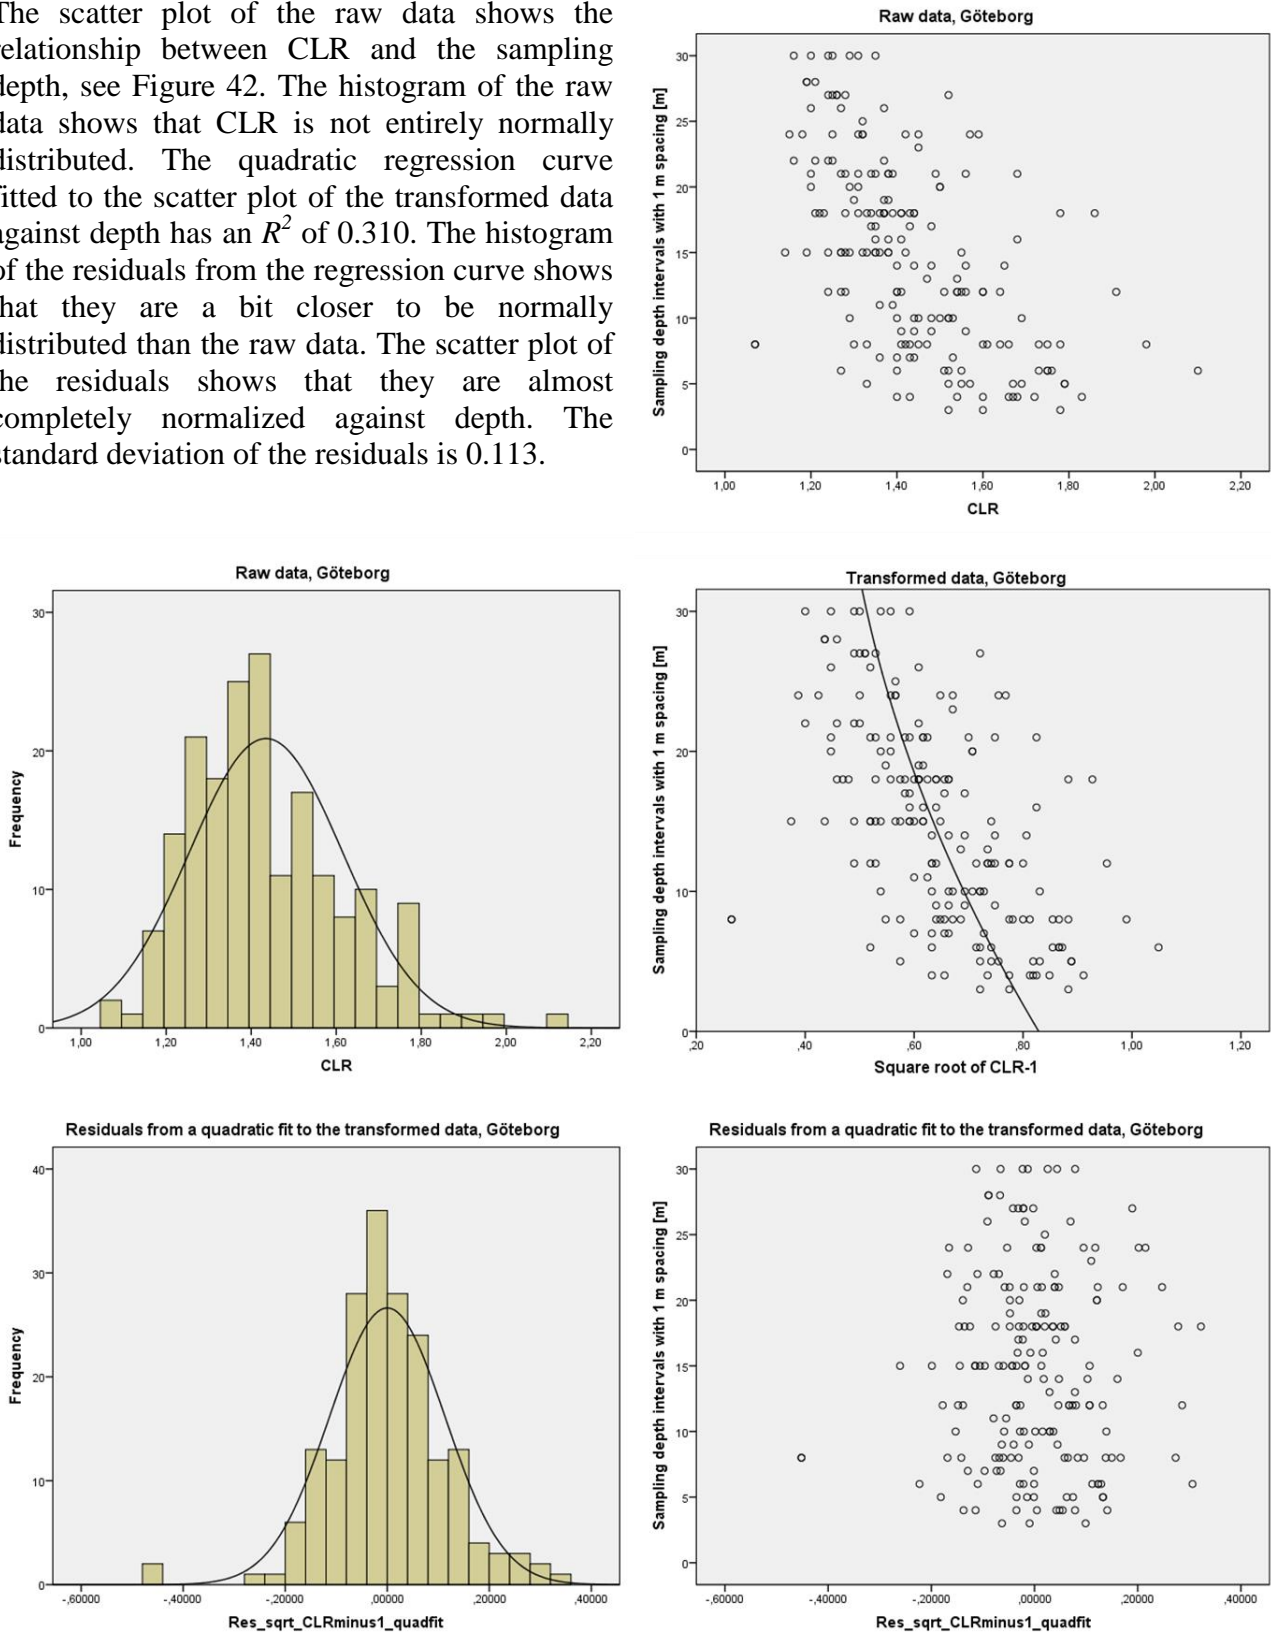 The scatter plot of the raw data shows the
relationship between CLR and the sampling
depth, see Figure 42. The histogram of the raw
data shows that CLR is not entirely normally
distributed. The quadratic regression curve
fitted to the scatter plot of the transformed data
against depth has an R² of 0.310. The histogram
of the residuals from the regression curve shows
that they are a bit closer to be normally
distributed than the raw data. The scatter plot of
the residuals shows that they are almost
completely normalized against depth. The
standard deviation of the residuals is 0.113.
Raw data, Göteborg
Sampling depth intervals with 1 m spacing [m]
30
25
20
15
10
5
0
1,00 1,20 1,40 1,60 1,80 2,00 2,20
CLR
Raw data, Göteborg
Frequency
30
20
10
0
1,00 1,20 1,40 1,60 1,80 2,00 2,20
CLR
Transformed data, Göteborg
Sampling depth intervals with 1 m spacing [m]
30
20
10
0
,20 ,40 ,60 ,80 1,00 1,20
Square root of CLR-1
Residuals from a quadratic fit to the transformed data, Göteborg
Frequency
40
30
20
10
0
-,60000 -,40000 -,20000 ,00000 ,20000 ,40000
Res_sqrt_CLRminus1_quadfit
Residuals from a quadratic fit to the transformed data, Göteborg
Sampling depth intervals with 1 m spacing [m]
30
25
20
15
10
5
0
-,60000 -,40000 -,20000 ,00000 ,20000 ,40000
Res_sqrt_CLRminus1_quadfit